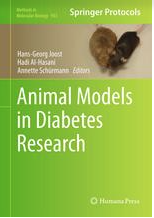 Methods in
Molecular Biology 933
Springer Protocols
Hans-Georg Joost
Hadi Al-Hasani
Annette Schürmann Editors
Animal Models
in Diabetes
Research
Humana Press